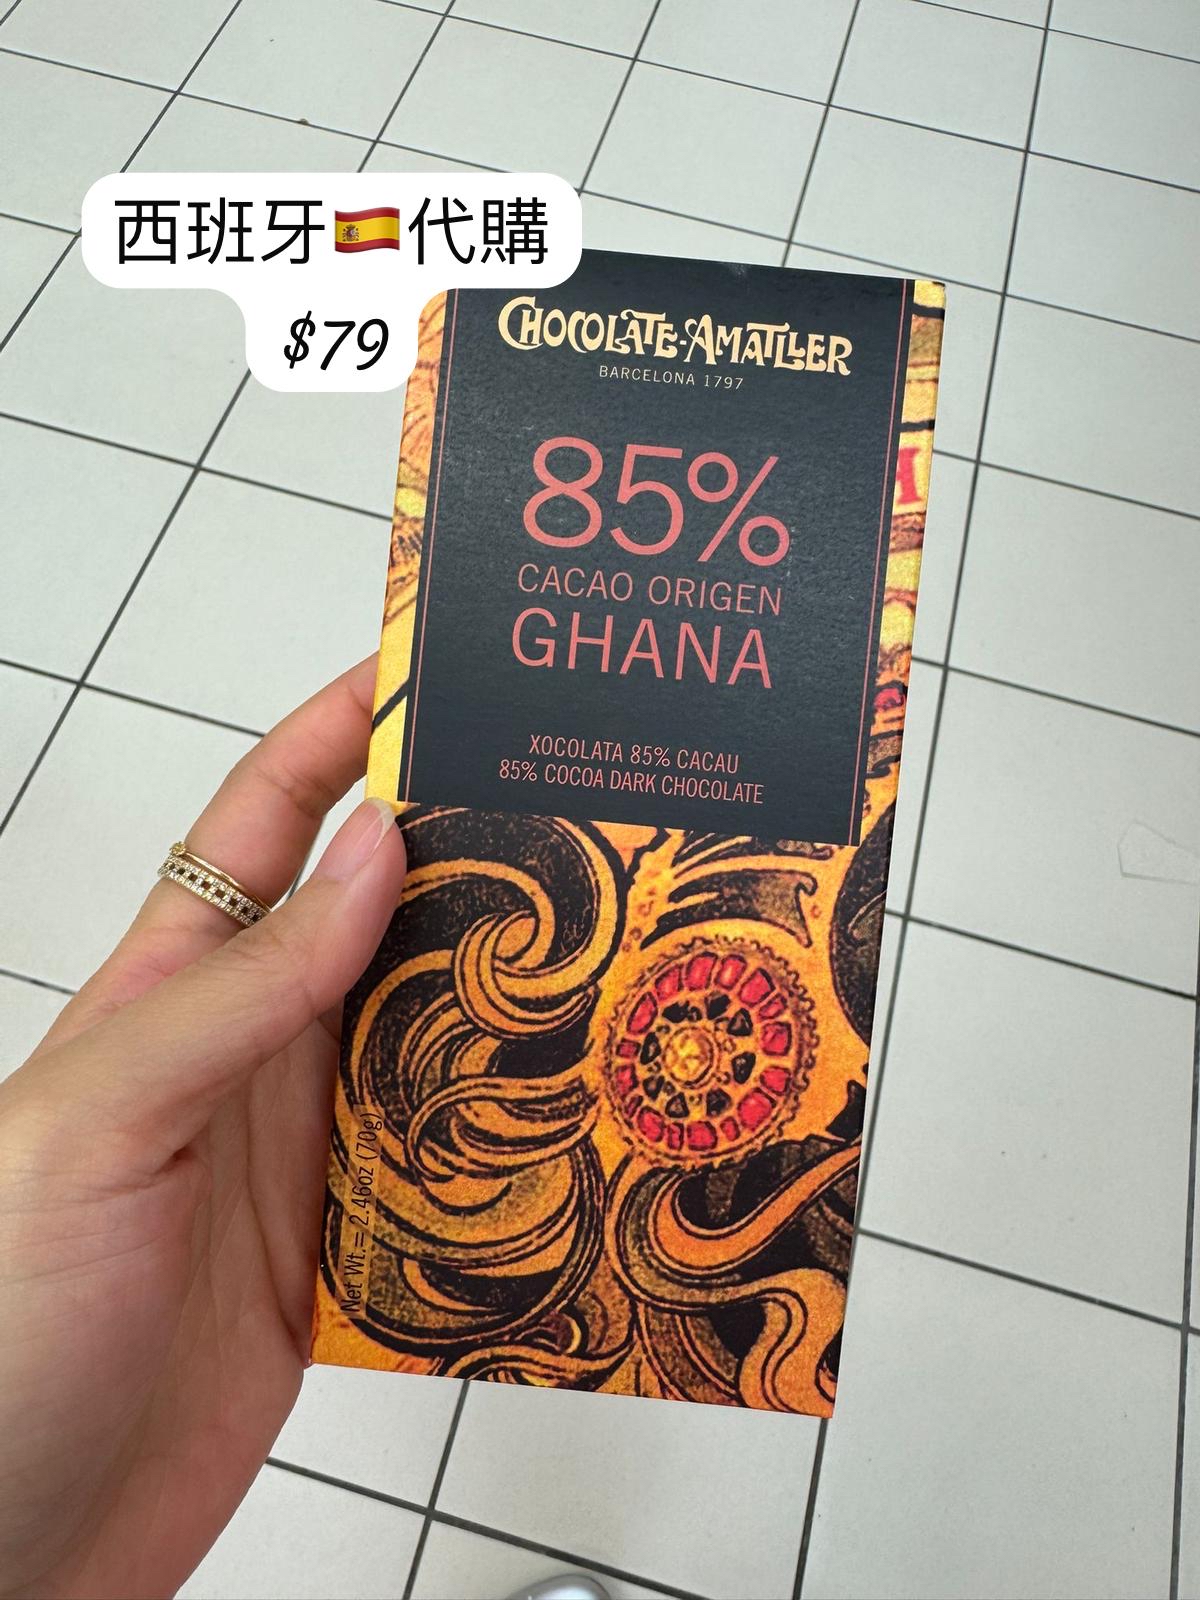 西班牙🇪🇸代購
$79
CHOCOLATE-AMATLLER
BARCELONA 1797
85%
CACAO ORIGEN
GHANA
XOCOLATA 85% CACAU
85% COCOA DARK CHOCOLATE
Net Wt.= 2.46oz (70g)